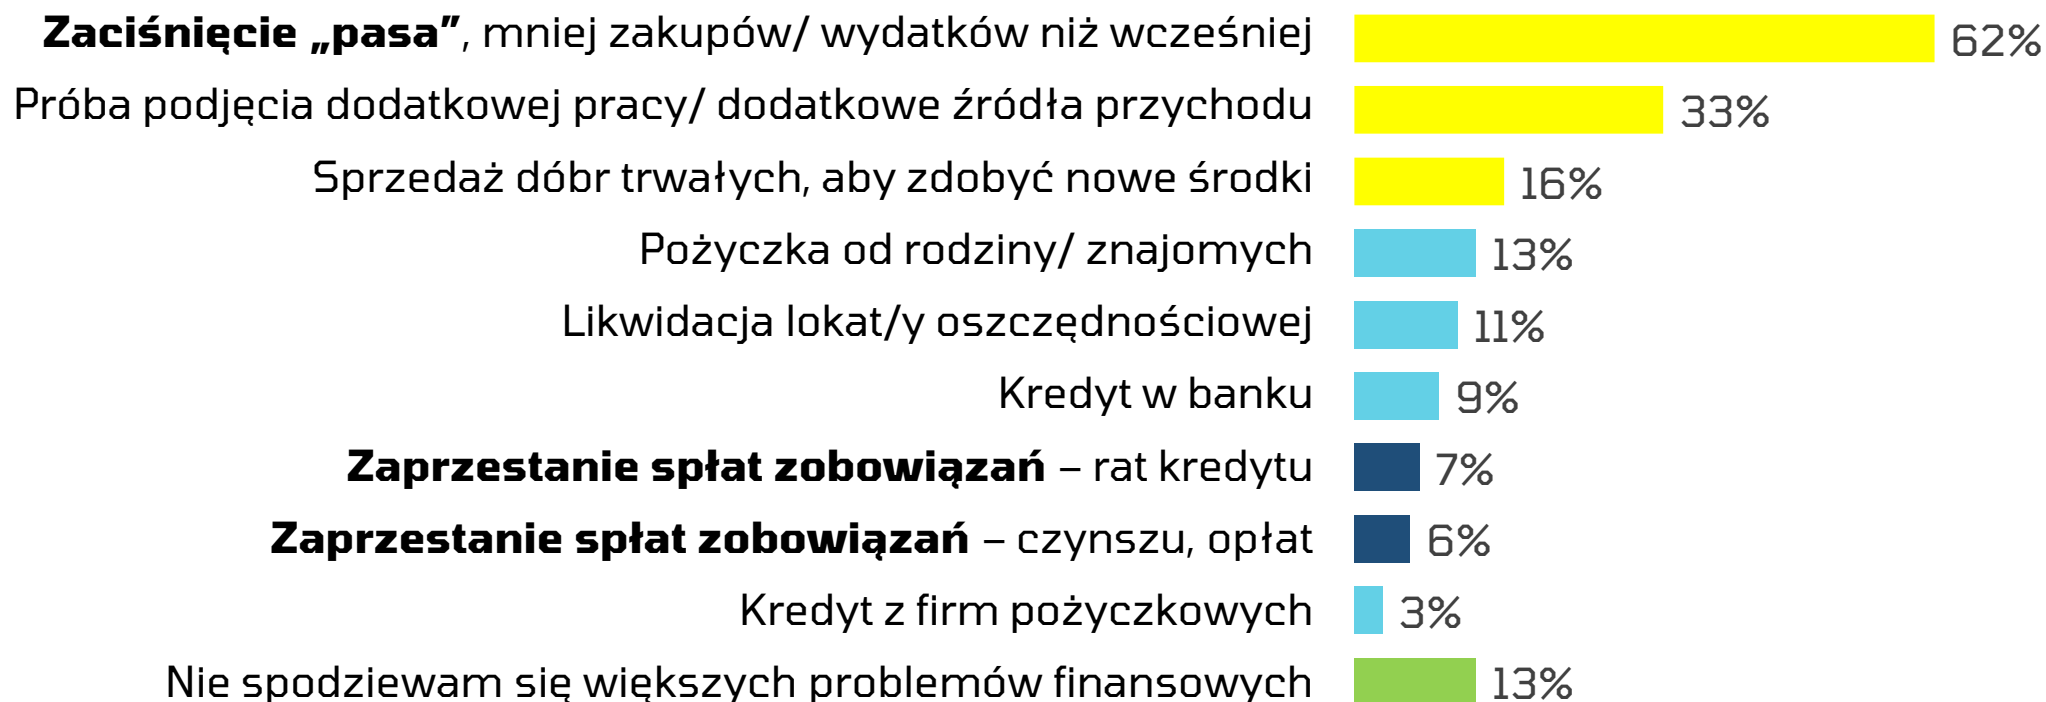 Zaciśnięcie „pasa”, mniej zakupów/ wydatków niż wcześniej 62%
Próba podjęcia dodatkowej pracy/ dodatkowe źródła przychodu 33%
Sprzedaż dóbr trwałych, aby zdobyć nowe środki 16%
Pożyczka od rodziny/ znajomych 13%
Likwidacja lokat/y oszczędnościowej 11%
Kredyt w banku 9%
Zaprzestanie spłat zobowiązań – rat kredytu 7%
Zaprzestanie spłat zobowiązań – czynszu, opłat 6%
Kredyt z firm pożyczkowych 3%
Nie spodziewam się większych problemów finansowych 13%